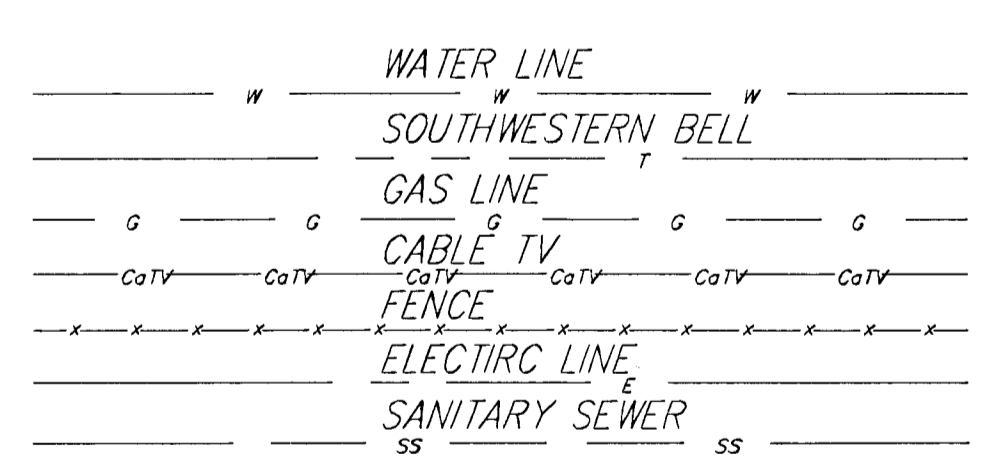 WATER LINE
W W W
SOUTHWESTERN BELL
T
GAS LINE
G G G G G
CABLE TV
CaTV CaTV CaTV CaTV CaTV CaTV
FENCE
x x x x x x x x x x x x x x x
ELECTIRC LINE
E
SANITARY SEWER
SS SS